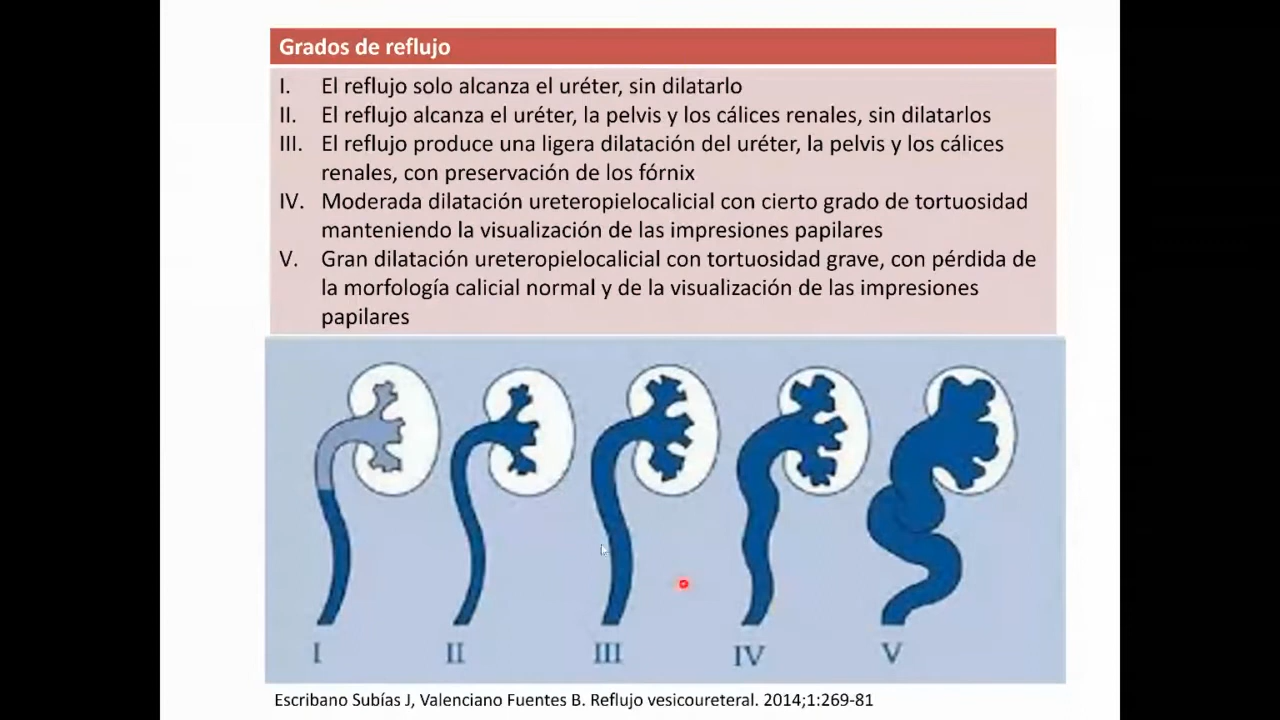 Grados de reflujo
I. El reflujo solo alcanza el uréter, sin dilatarlo
II. El reflujo alcanza el uréter, la pelvis y los cálices renales, sin dilatarlos
III. El reflujo produce una ligera dilatación del uréter, la pelvis y los cálices
renales, con preservación de los fórnix
IV. Moderada dilatación ureteropielocalicial con cierto grado de tortuosidad
manteniendo la visualización de las impresiones papilares
V. Gran dilatación ureteropielocalicial con tortuosidad grave, con pérdida de
la morfología calicial normal y de la visualización de las impresiones
papilares
I II III IV V
Escribano Subías J, Valenciano Fuentes B. Reflujo vesicoureteral. 2014;1:269-81